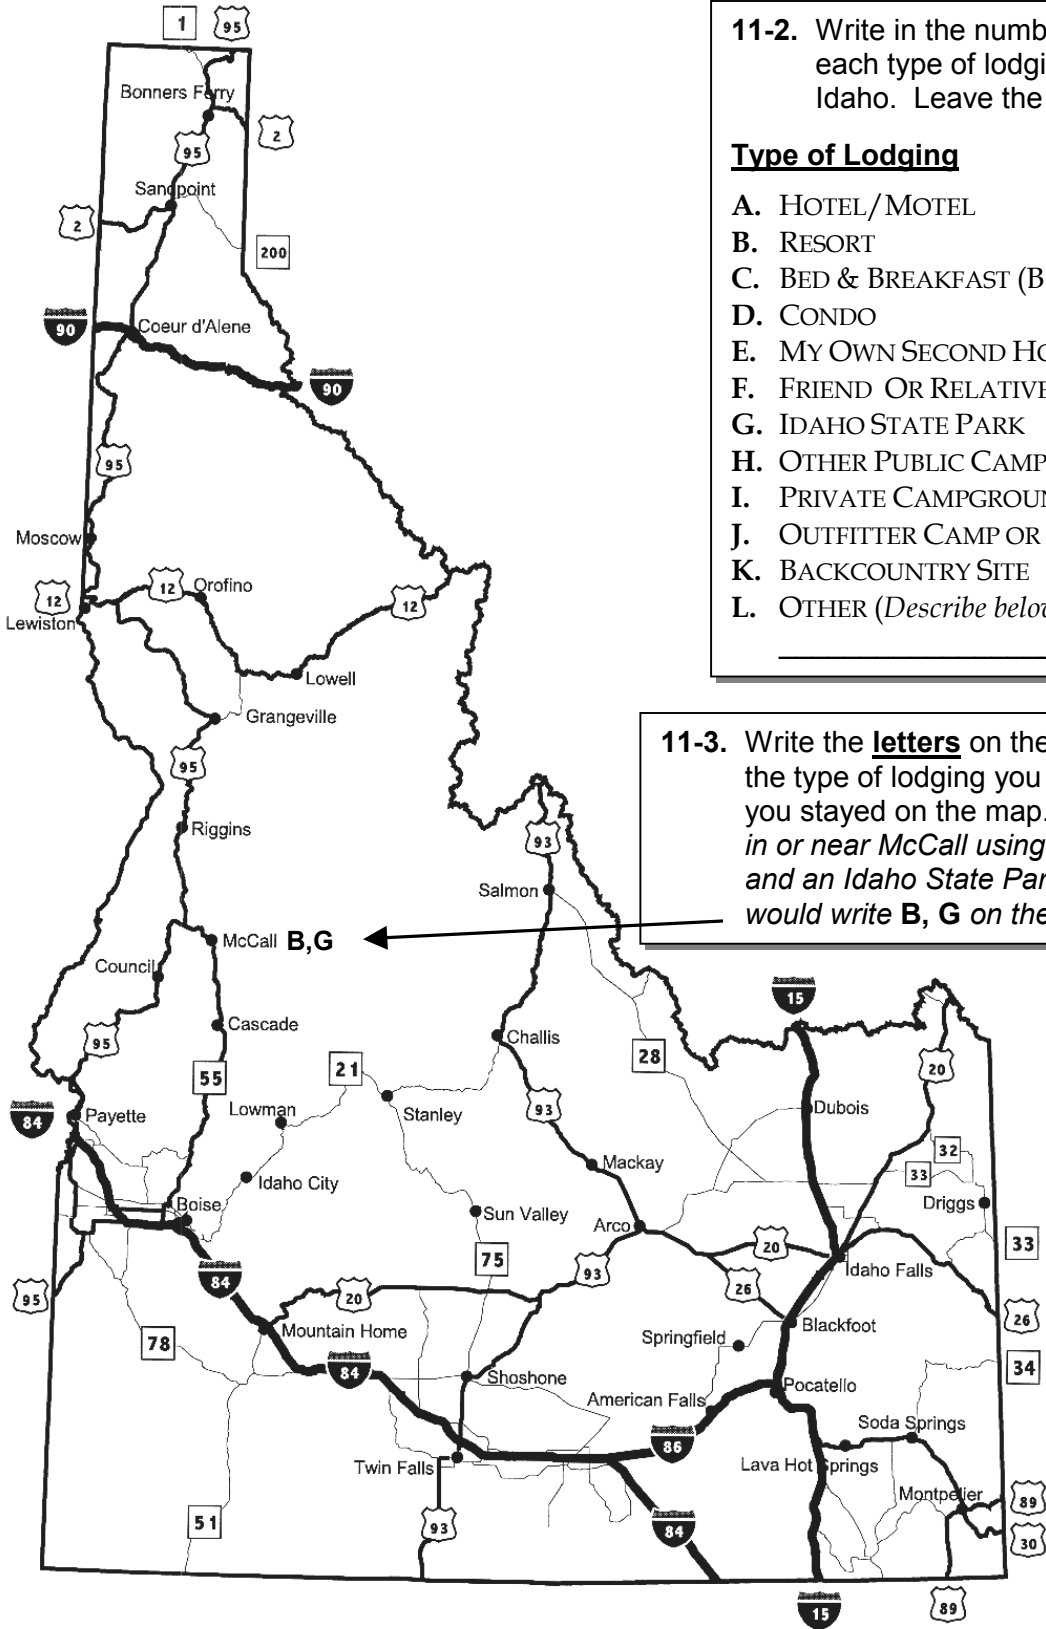 1
95
11-2. Write in the numb
each type of lodgi
Idaho. Leave the
Bonners Ferry
2
95
Type of Lodging
Sandpoint
A. HOTEL/MOTEL
2
B. RESORT
200
C. BED & BREAKFAST (B
D. CONDO
90
Coeur d'Alene
E. MY OWN SECOND HO
90
F. FRIEND OR RELATIVE
G. IDAHO STATE PARK
95
H. OTHER PUBLIC CAMP
I. PRIVATE CAMPGROUN
Moscow
J. OUTFITTER CAMP OR
K. BACKCOUNTRY SITE
12
12
Orofino
12
L. OTHER (Describe below
Lewiston
Lowell
Grangeville
11-3. Write the letters on the
the type of lodging you
you stayed on the map.
in or near McCall using
and an Idaho State Par
would write B, G on the
95
Riggins
93
Salmon
McCall B,G
Council
15
Cascade
95
Challis
28
20
55
21
93
84
Payette
Lowman
Stanley
Dubois
32
Mackay
33
Idaho City
Driggs
Boise
Sun Valley
Arco
33
75
20
Idaho Falls
84
93
95
20
26
26
Mountain Home
Blackfoot
78
Springfield
34
84
Shoshone
American Falls
Pocatello
Soda Springs
86
Twin Falls
Lava Hot Springs
Montpelier
89
51
93
84
30
15
89